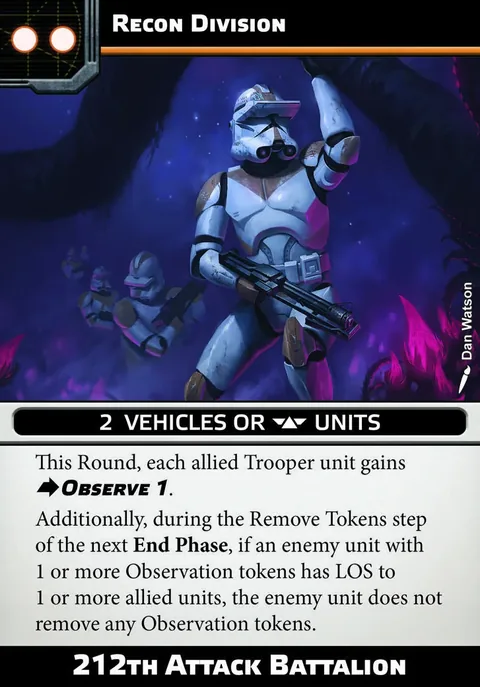 Recon Division
Dan Watson
2 VEHICLES OR UNITS
This Round, each allied Trooper unit gains
Observe 1.
Additionally, during the Remove Tokens step
of the next End Phase, if an enemy unit with
1 or more Observation tokens has LOS to
1 or more allied units, the enemy unit does not
remove any Observation tokens.
212th Attack Battalion